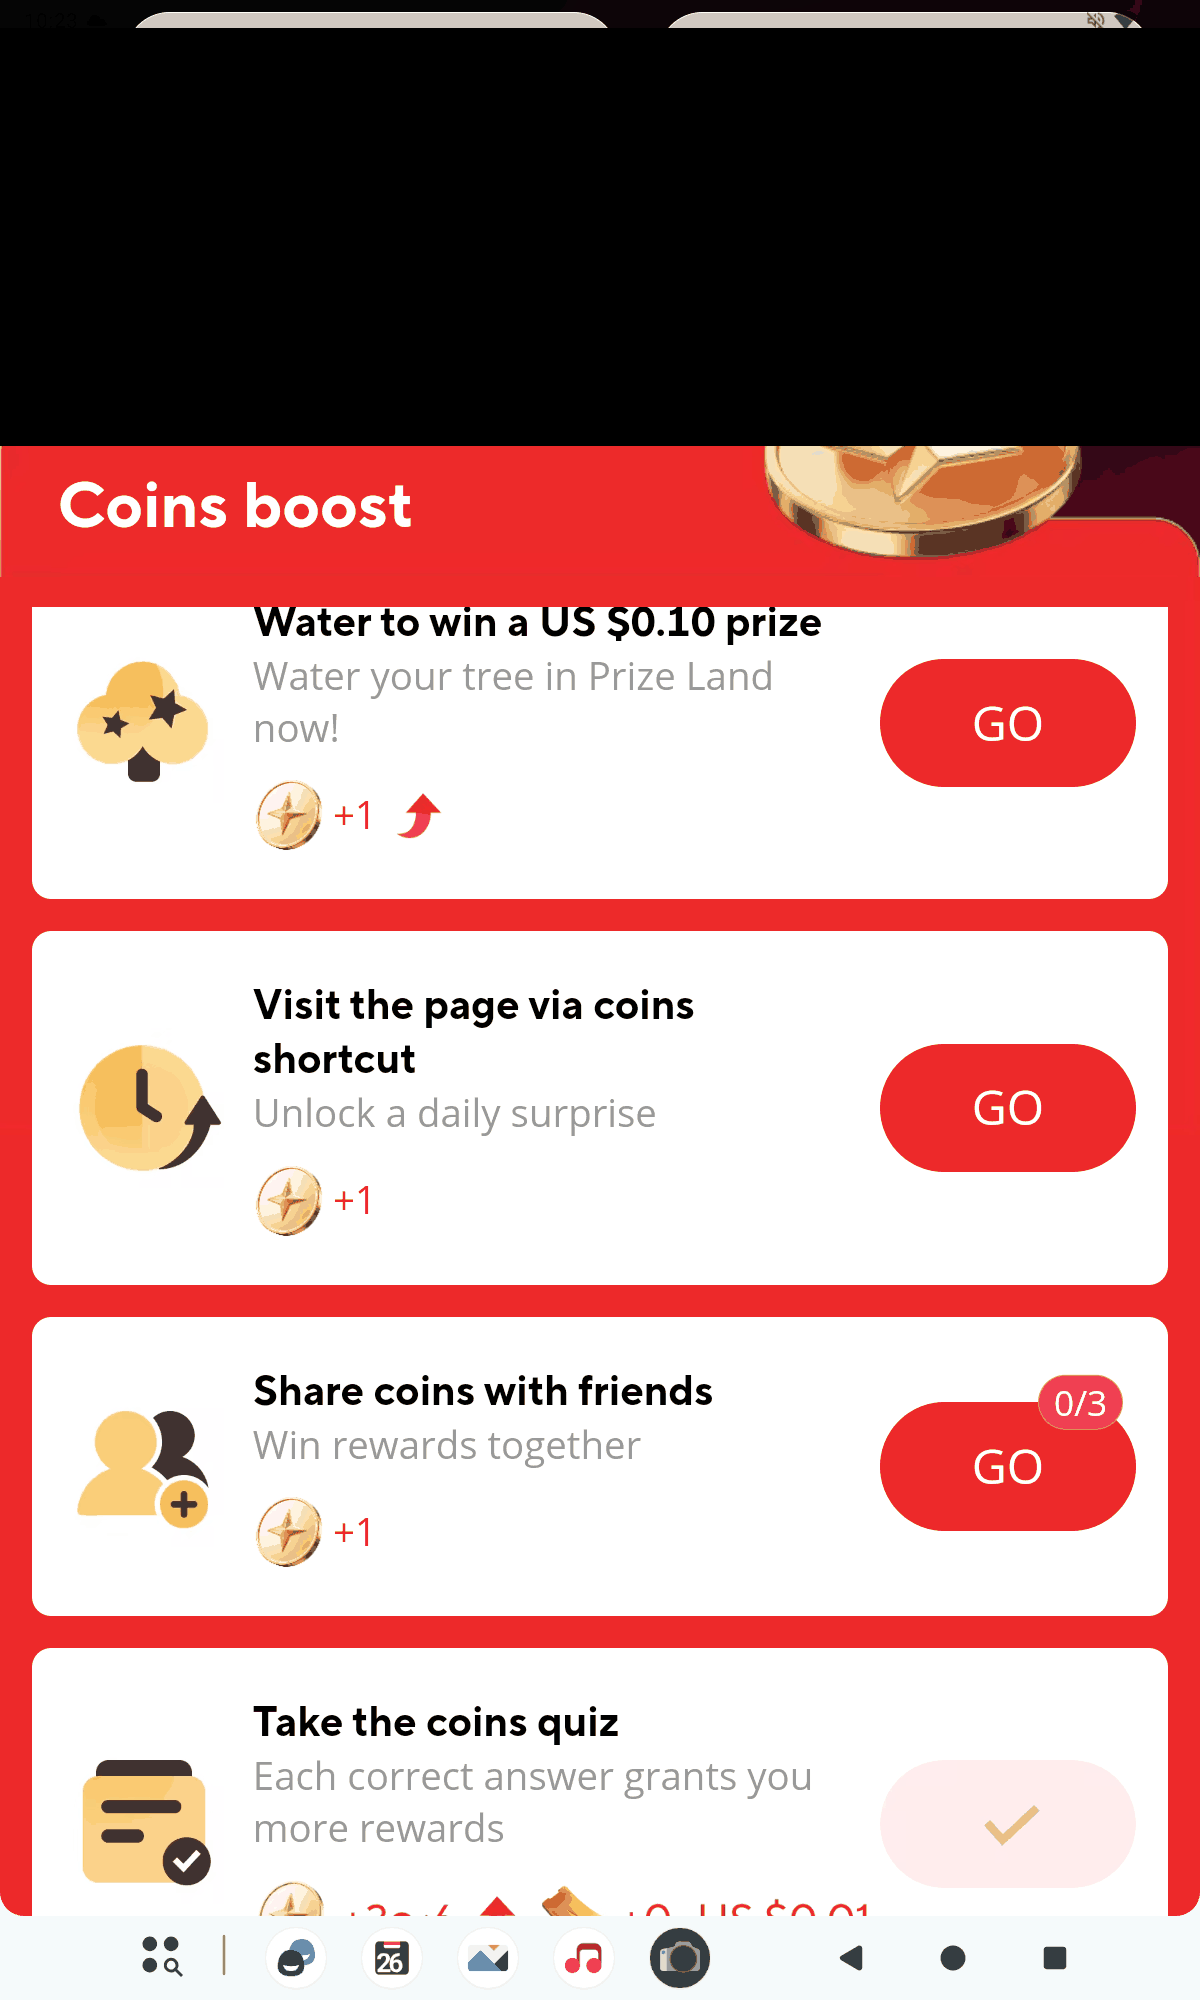 10:23
Coins boost
Water to win a US $0.10 prize
Water your tree in Prize Land
now!
GO
+1
Visit the page via coins
shortcut
Unlock a daily surprise
GO
+1
Share coins with friends
Win rewards together
0/3
GO
+1
Take the coins quiz
Each correct answer grants you
more rewards
26